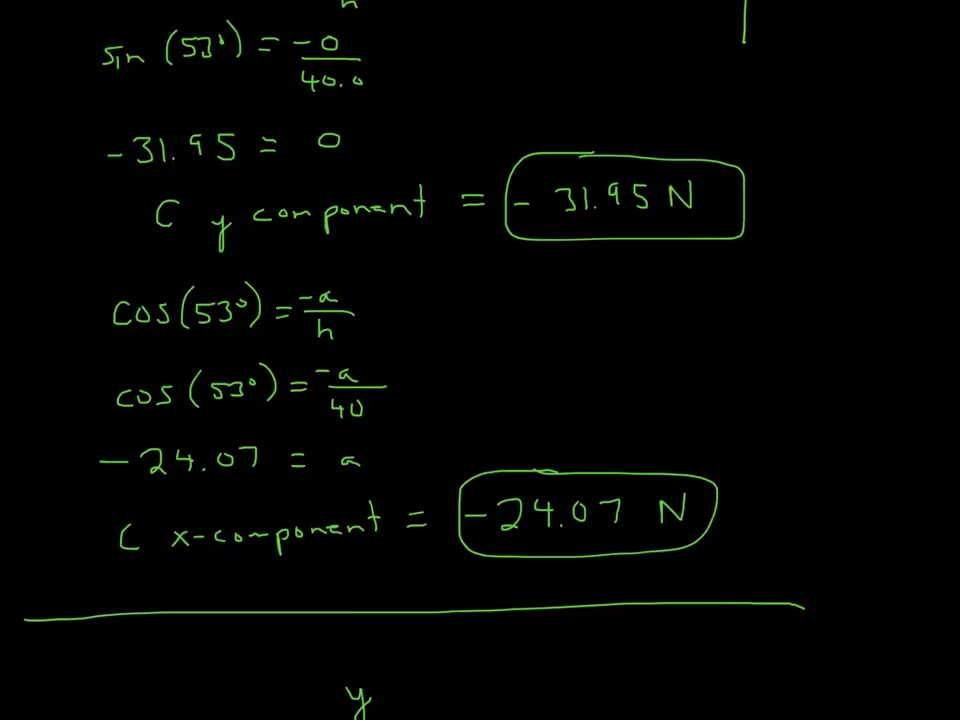 h
sin (53°) = -o
40.0
-31.95 = o
C y component = - 31.95 N
cos(53°) = -a
h
cos (53°) = -a
40
-24.07 = a
C x-component = -24.07 N
y